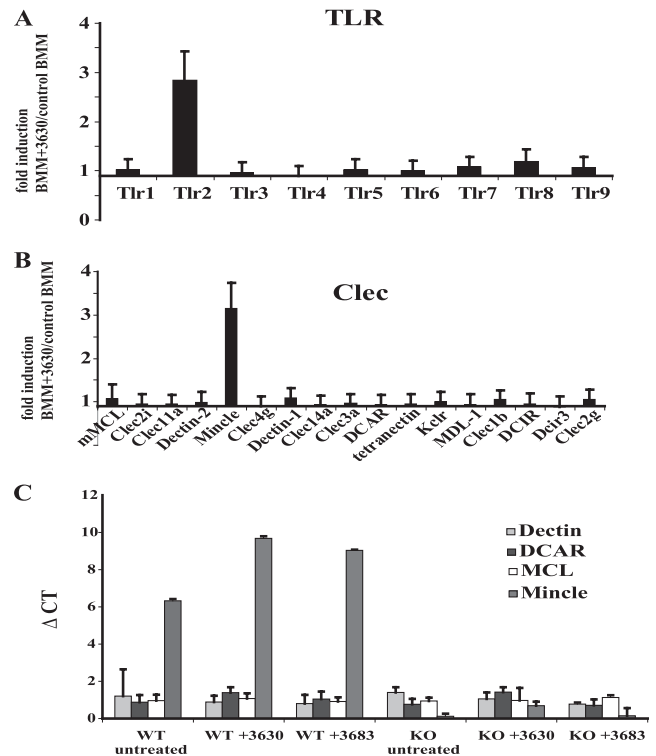 A
TLR
fold induction
BMM+3630/control BMM
4
3
2
1
0
Tlr1 Tlr2 Tlr3 Tlr4 Tlr5 Tlr6 Tlr7 Tlr8 Tlr9
B
Clec
fold induction
BMM+3630/control BMM
4
3
2
1
mMCL Clec2i Clec11a Dectin-2 Mincle Clec4g Dectin-1 Clec14a Clec3a DCAR tetranectin Kclr MDL-1 Clec1b DCIR Dcir3 Clec2g
C
Δ CT
12
10
8
6
4
2
0
Dectin
DCAR
MCL
Mincle
WT untreated WT +3630 WT +3683 KO untreated KO +3630 KO +3683